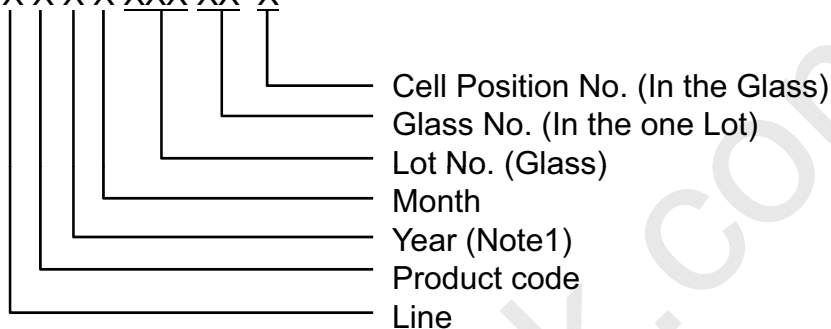 X X X X XXX XX X
Cell Position No. (In the Glass)
Glass No. (In the one Lot)
Lot No. (Glass)
Month
Year (Note1)
Product code
Line